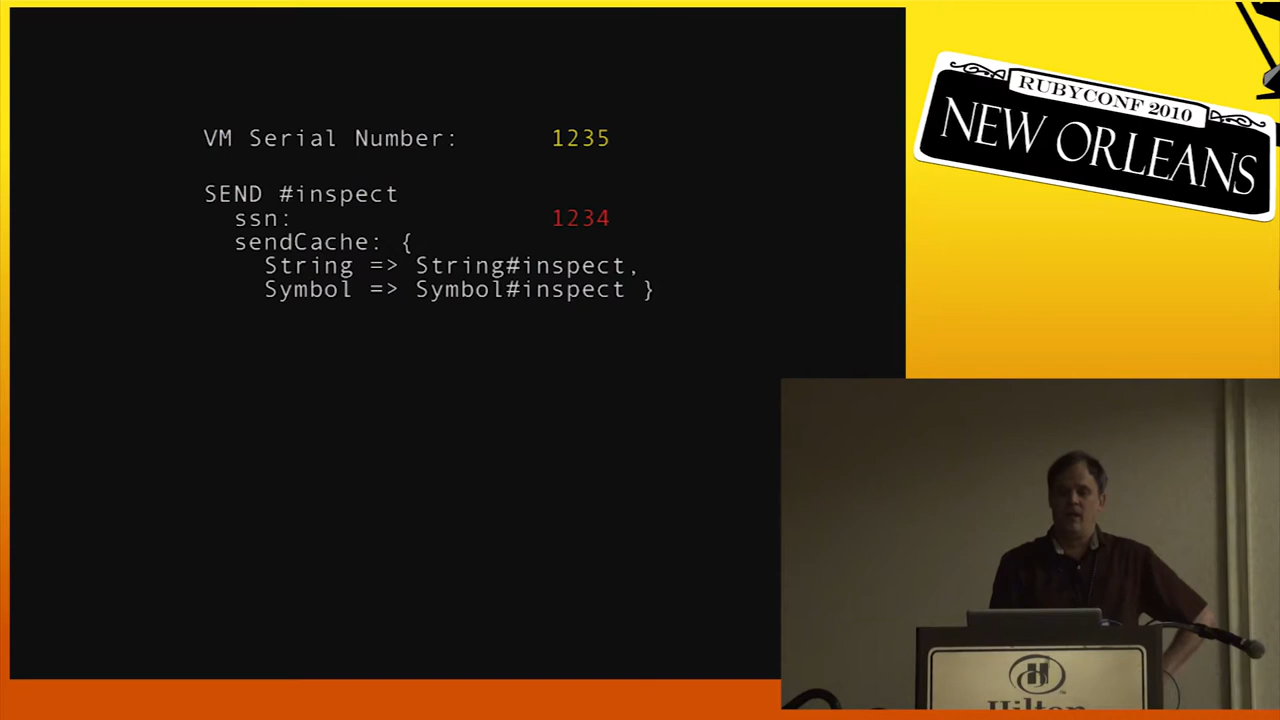 VM Serial Number: 1235
SEND #inspect
ssn: 1234
sendCache: {
String => String#inspect,
Symbol => Symbol#inspect }
RUBYCONF 2010
NEW ORLEANS
Hilton